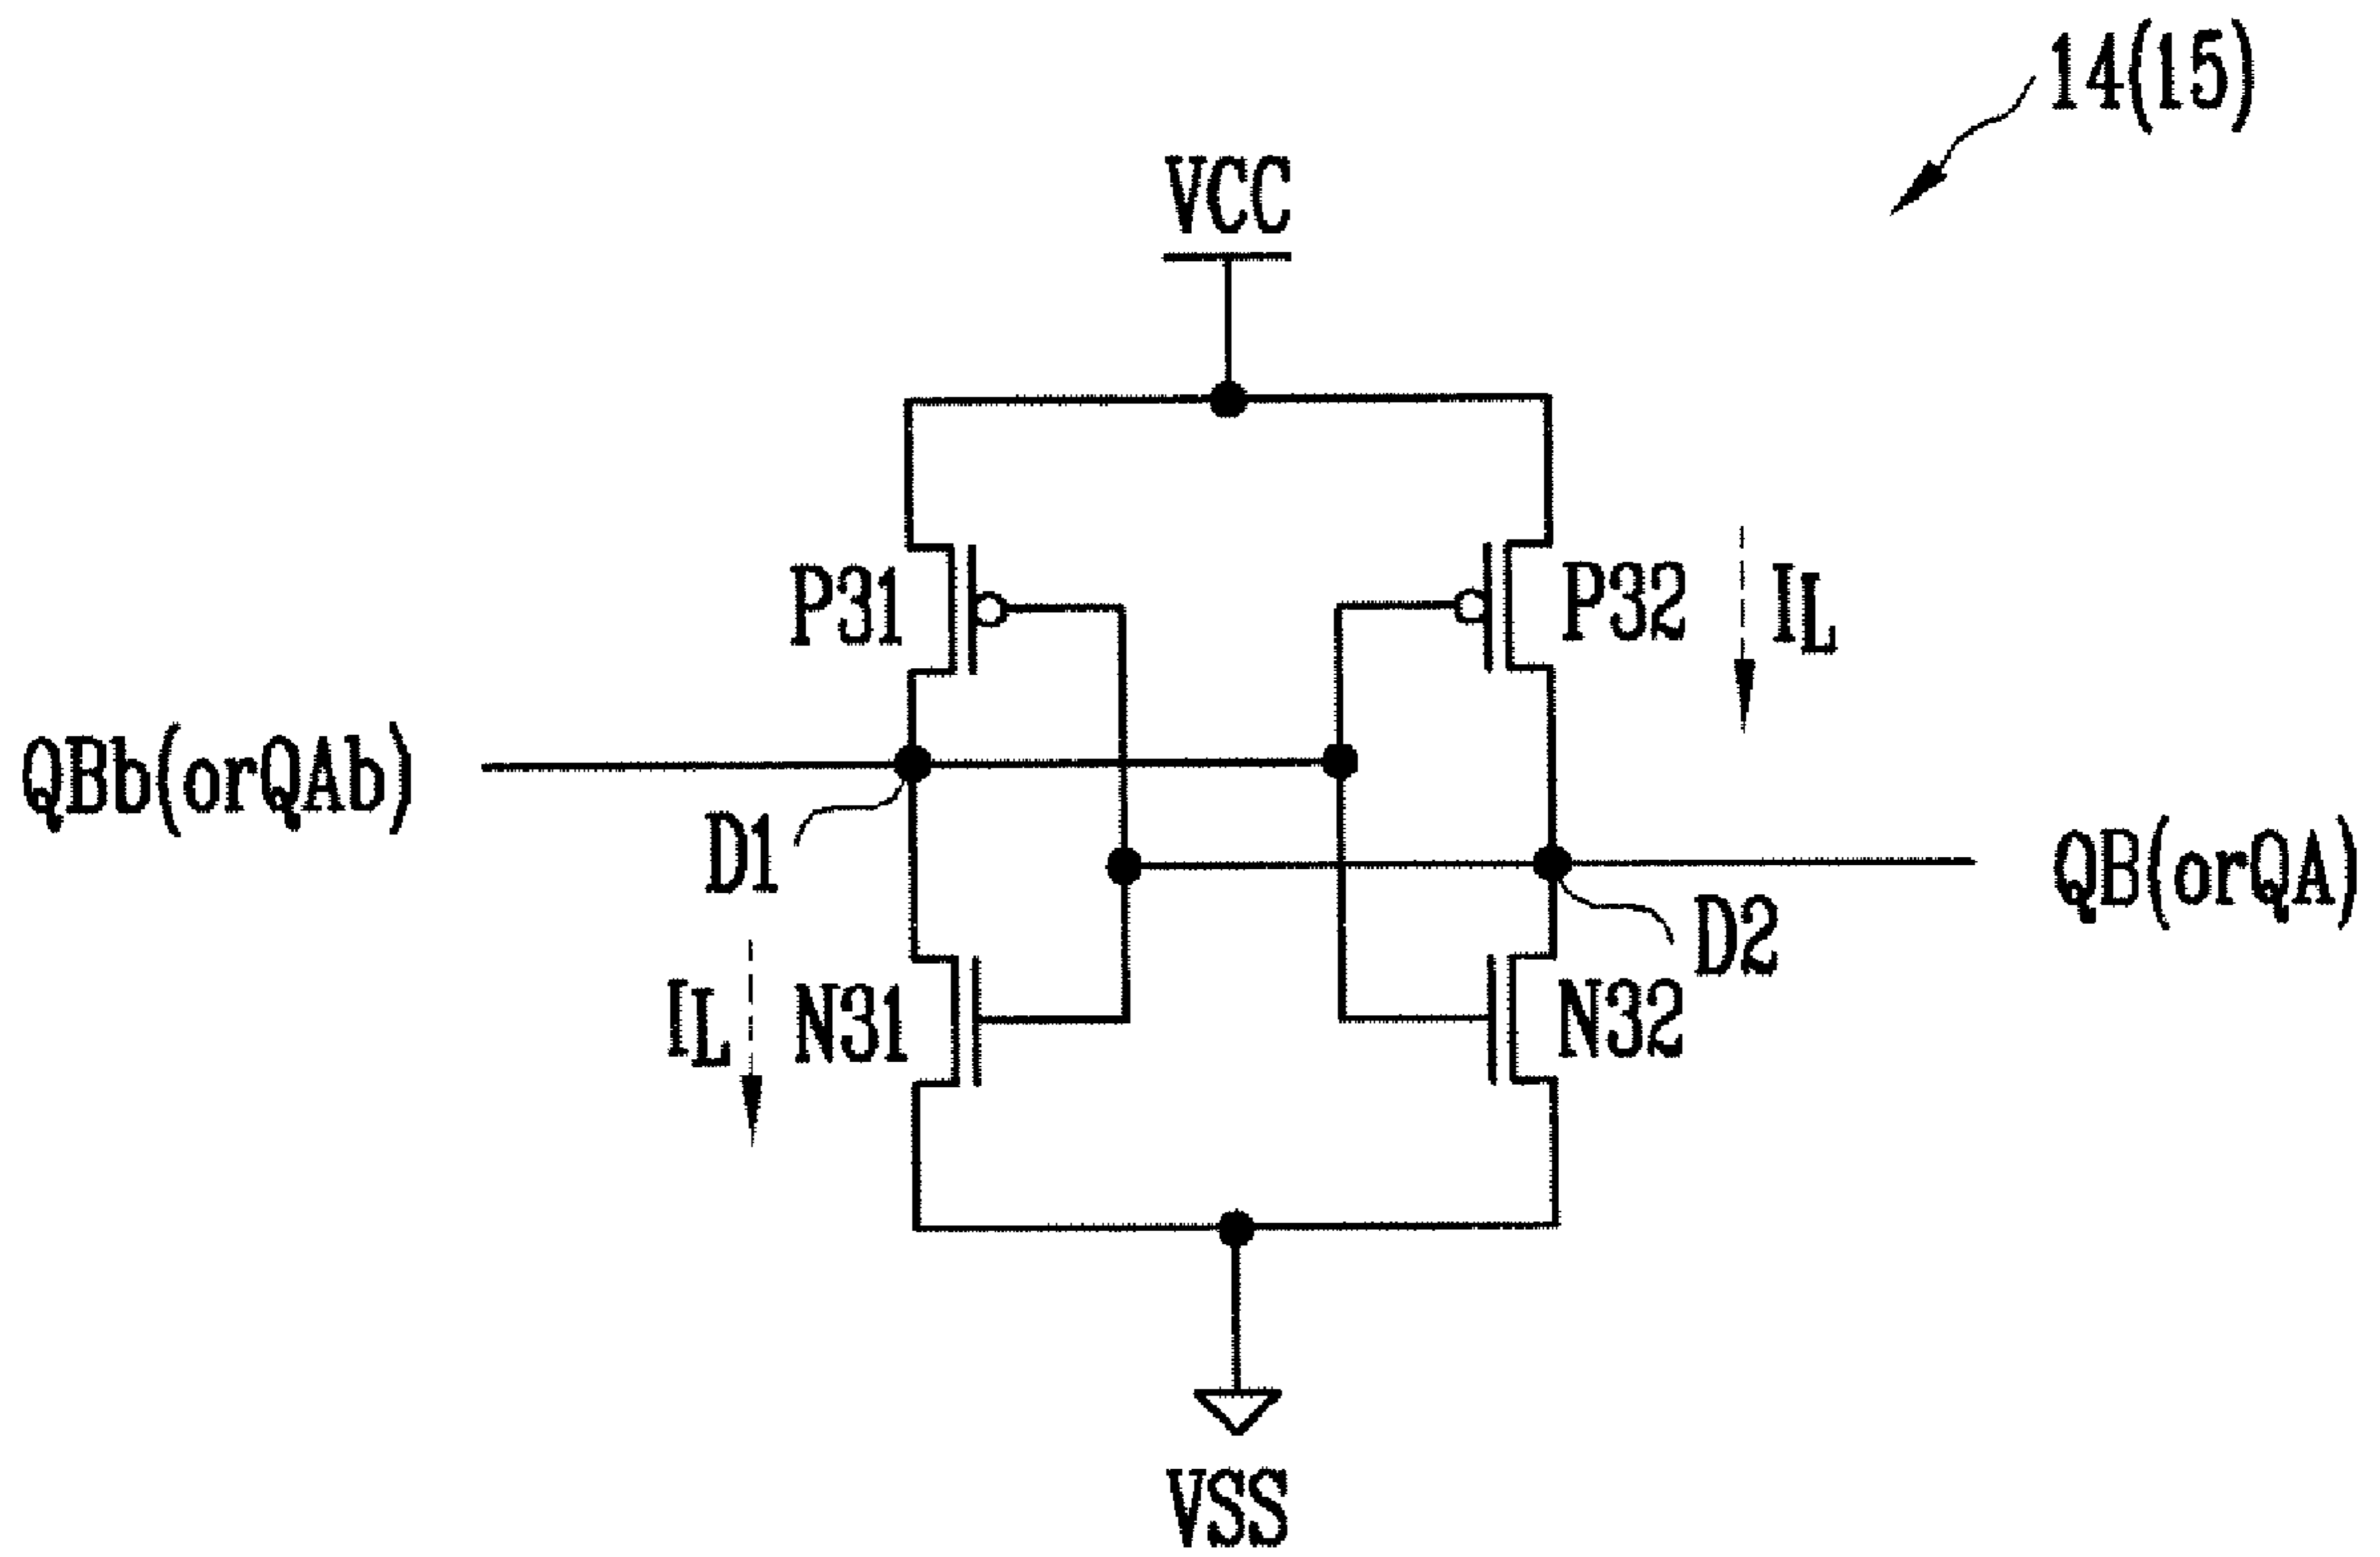 14(15)
VCC
P31
P32
IL
QBb(orQAb)
D1
QB(orQA)
D2
IL
N31
N32
VSS